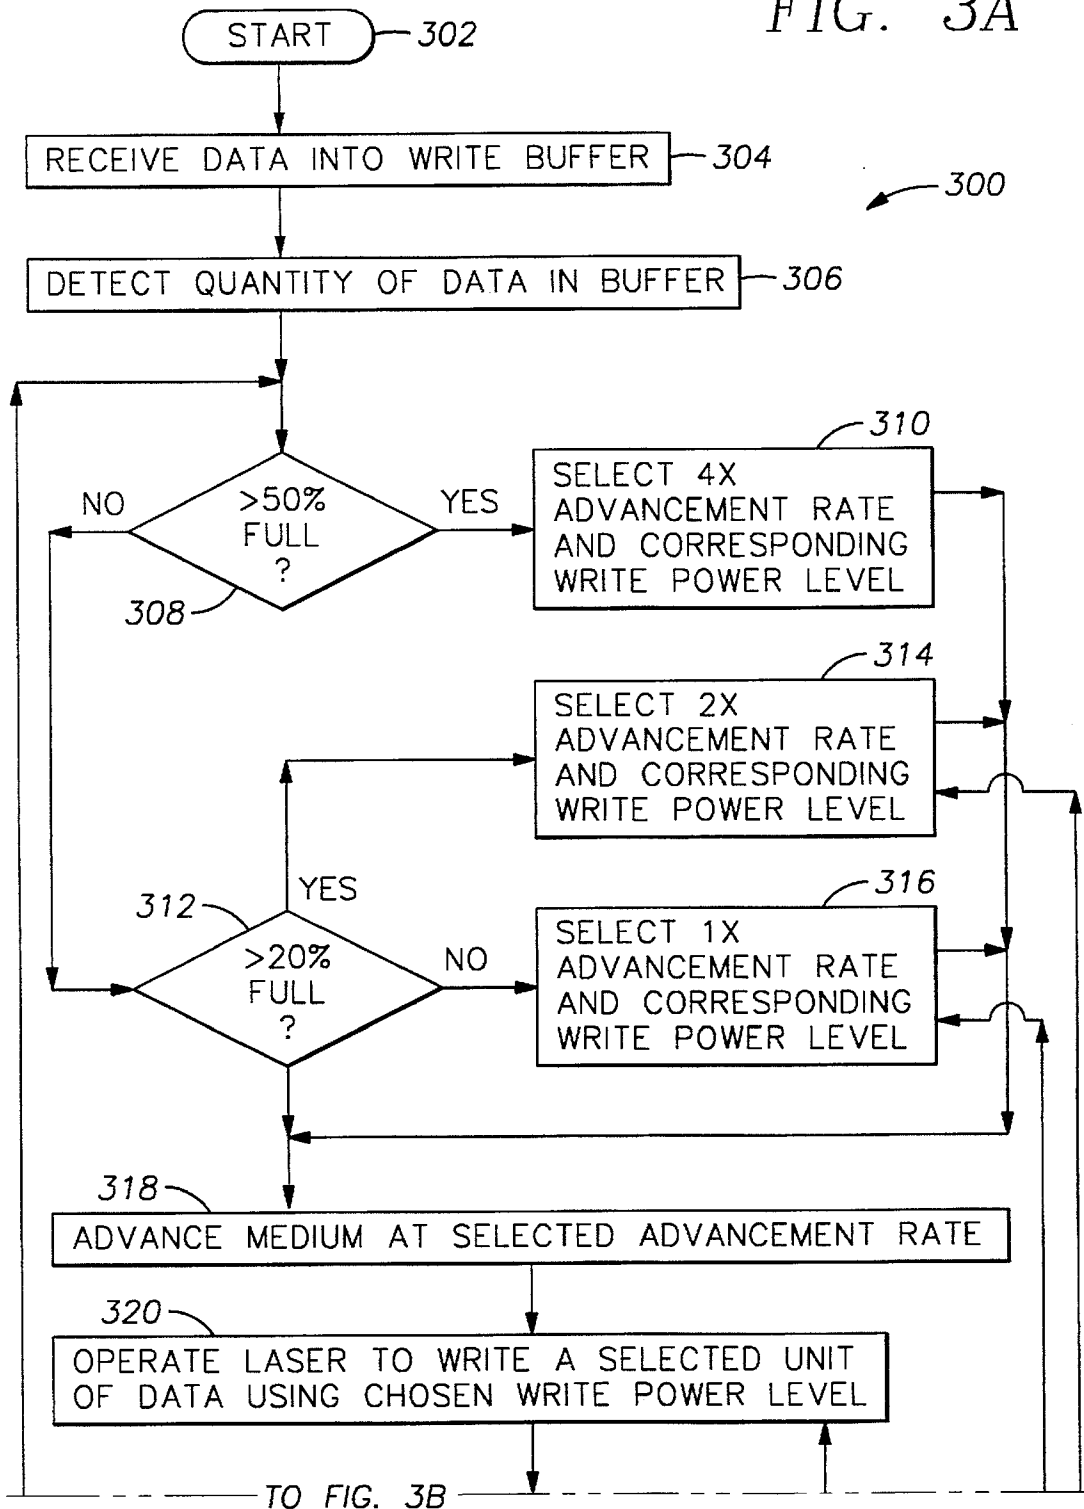 FIG. 3A
START
302
RECEIVE DATA INTO WRITE BUFFER
304
300
DETECT QUANTITY OF DATA IN BUFFER
306
310
NO
>50%
FULL
?
YES
308
SELECT 4X
ADVANCEMENT RATE
AND CORRESPONDING
WRITE POWER LEVEL
314
SELECT 2X
ADVANCEMENT RATE
AND CORRESPONDING
WRITE POWER LEVEL
312
YES
>20%
FULL
?
NO
316
SELECT 1X
ADVANCEMENT RATE
AND CORRESPONDING
WRITE POWER LEVEL
318
ADVANCE MEDIUM AT SELECTED ADVANCEMENT RATE
320
OPERATE LASER TO WRITE A SELECTED UNIT
OF DATA USING CHOSEN WRITE POWER LEVEL
TO FIG. 3B